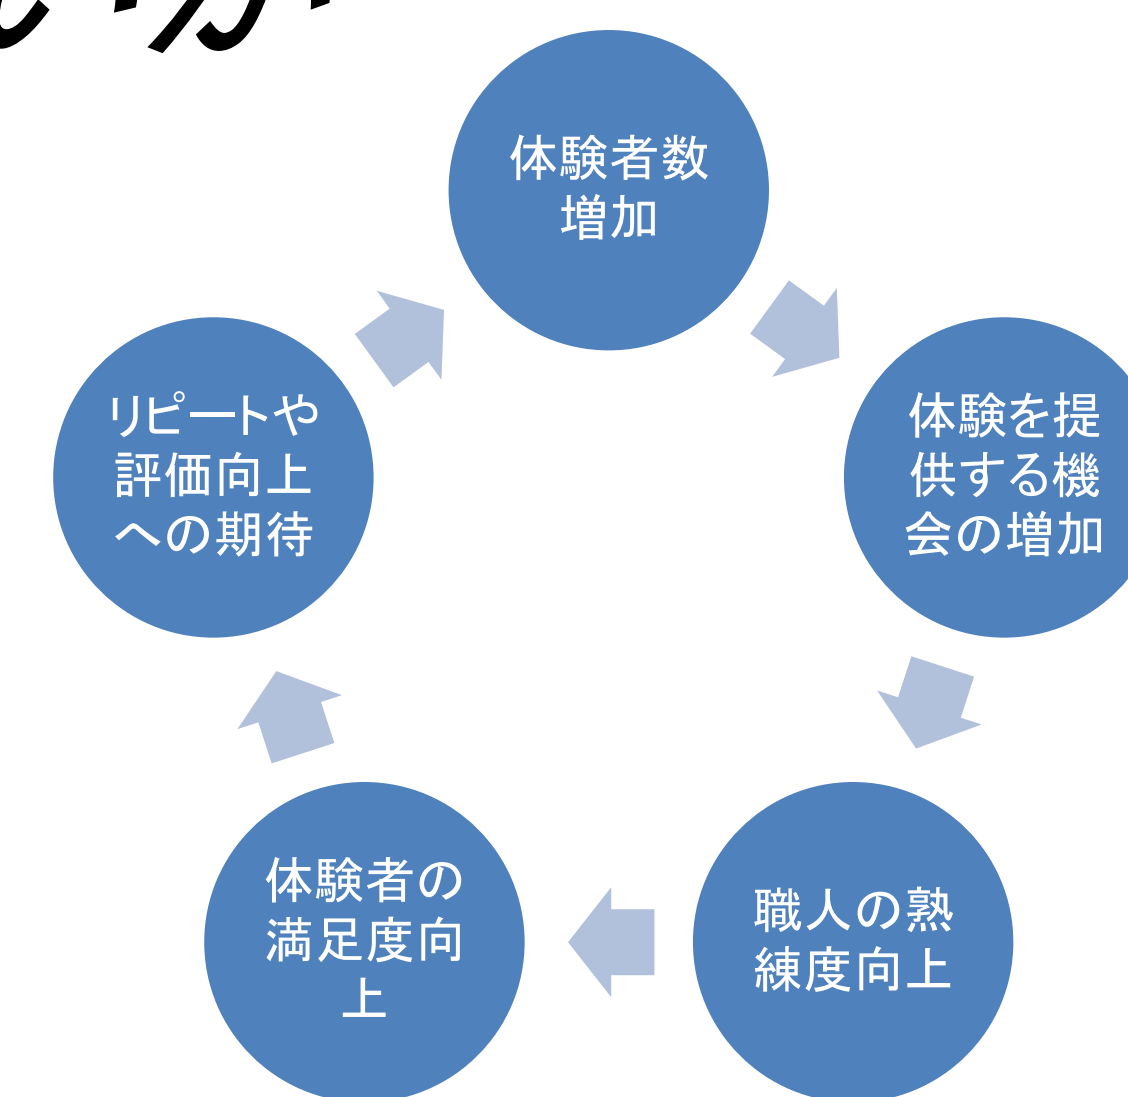 体験者数
増加
体験を提
供する機
会の増加
職人の熟
練度向上
体験者の
満足度向
上
リピートや
評価向上
への期待